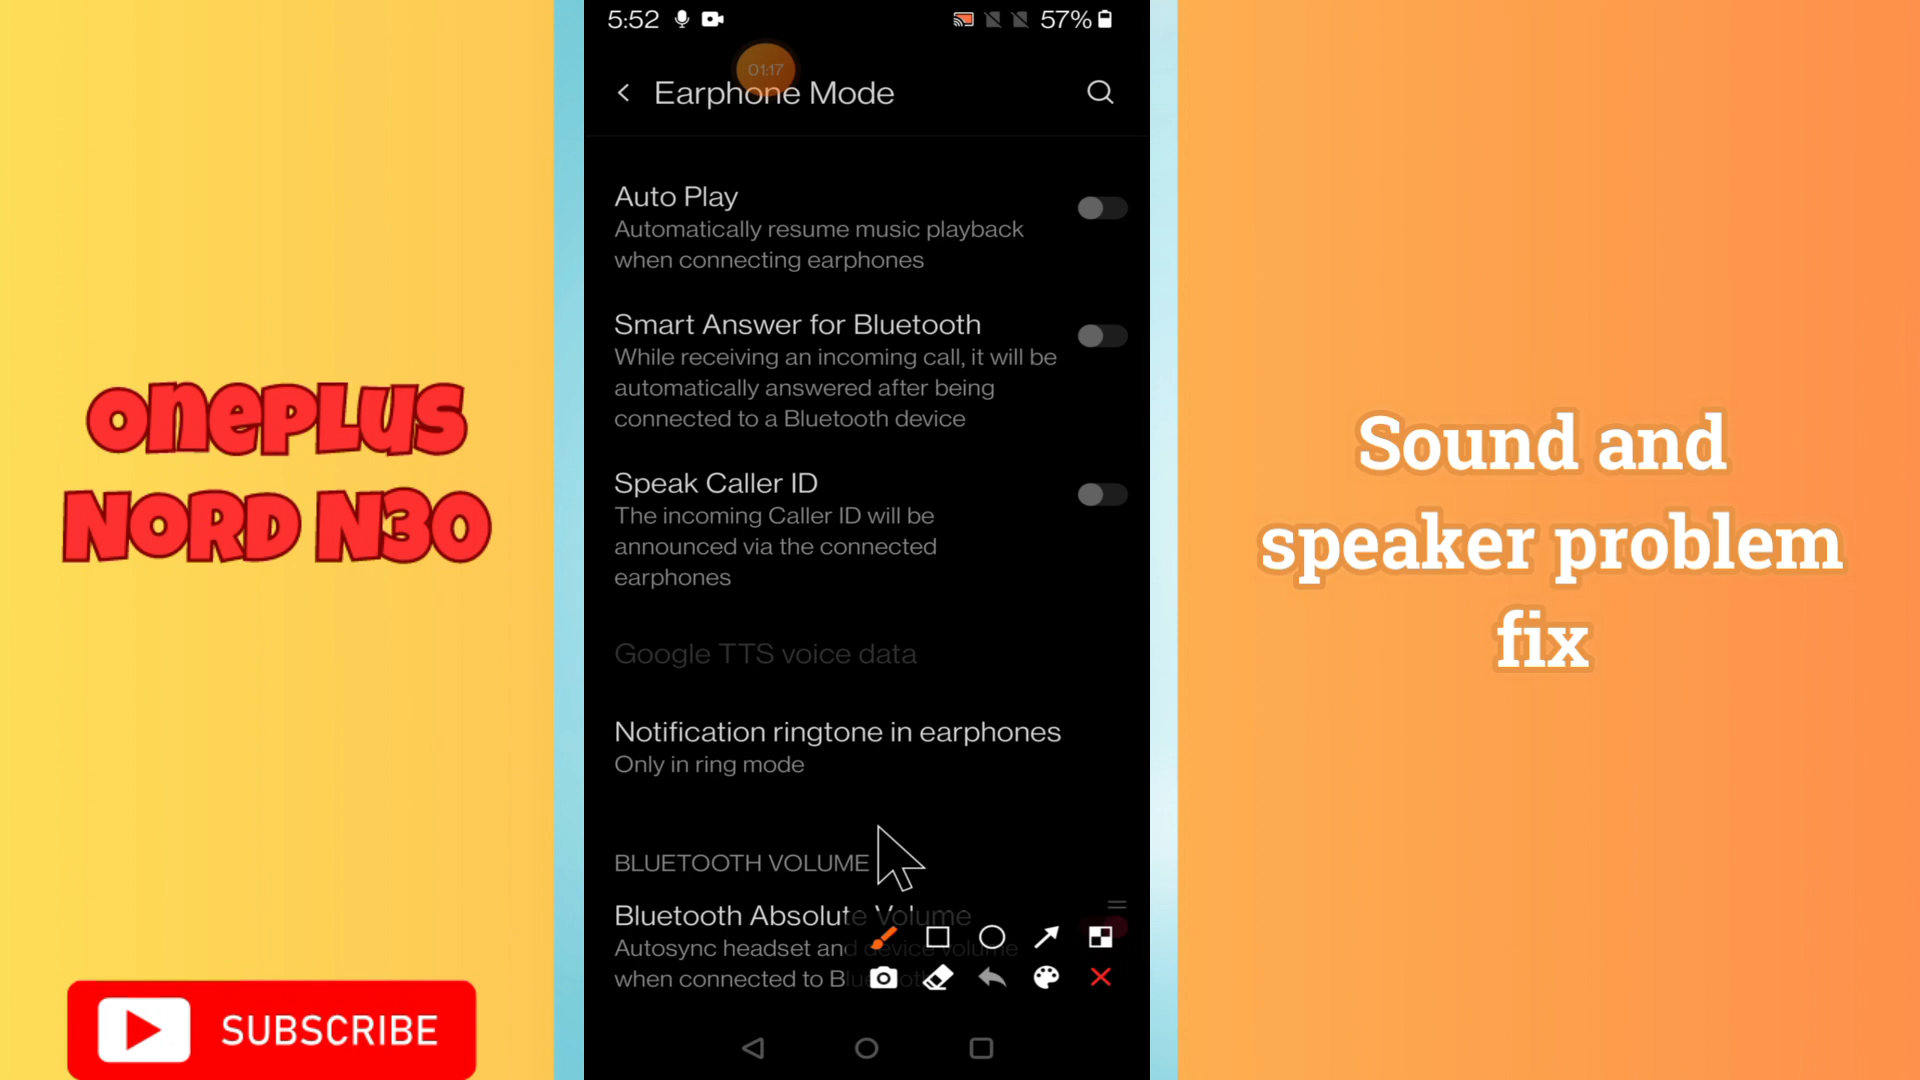 ONEPLUS
NORD N30
SUBSCRIBE
5:52
57%
01:17
Earphone Mode
Auto Play
Automatically resume music playback
when connecting earphones
Smart Answer for Bluetooth
While receiving an incoming call, it will be
automatically answered after being
connected to a Bluetooth device
Speak Caller ID
The incoming Caller ID will be
announced via the connected
earphones
Google TTS voice data
Notification ringtone in earphones
Only in ring mode
BLUETOOTH VOLUME
Bluetooth Absolute Volume
Autosync headset and device volume
when connected to Bluetooth
Sound and
speaker problem
fix